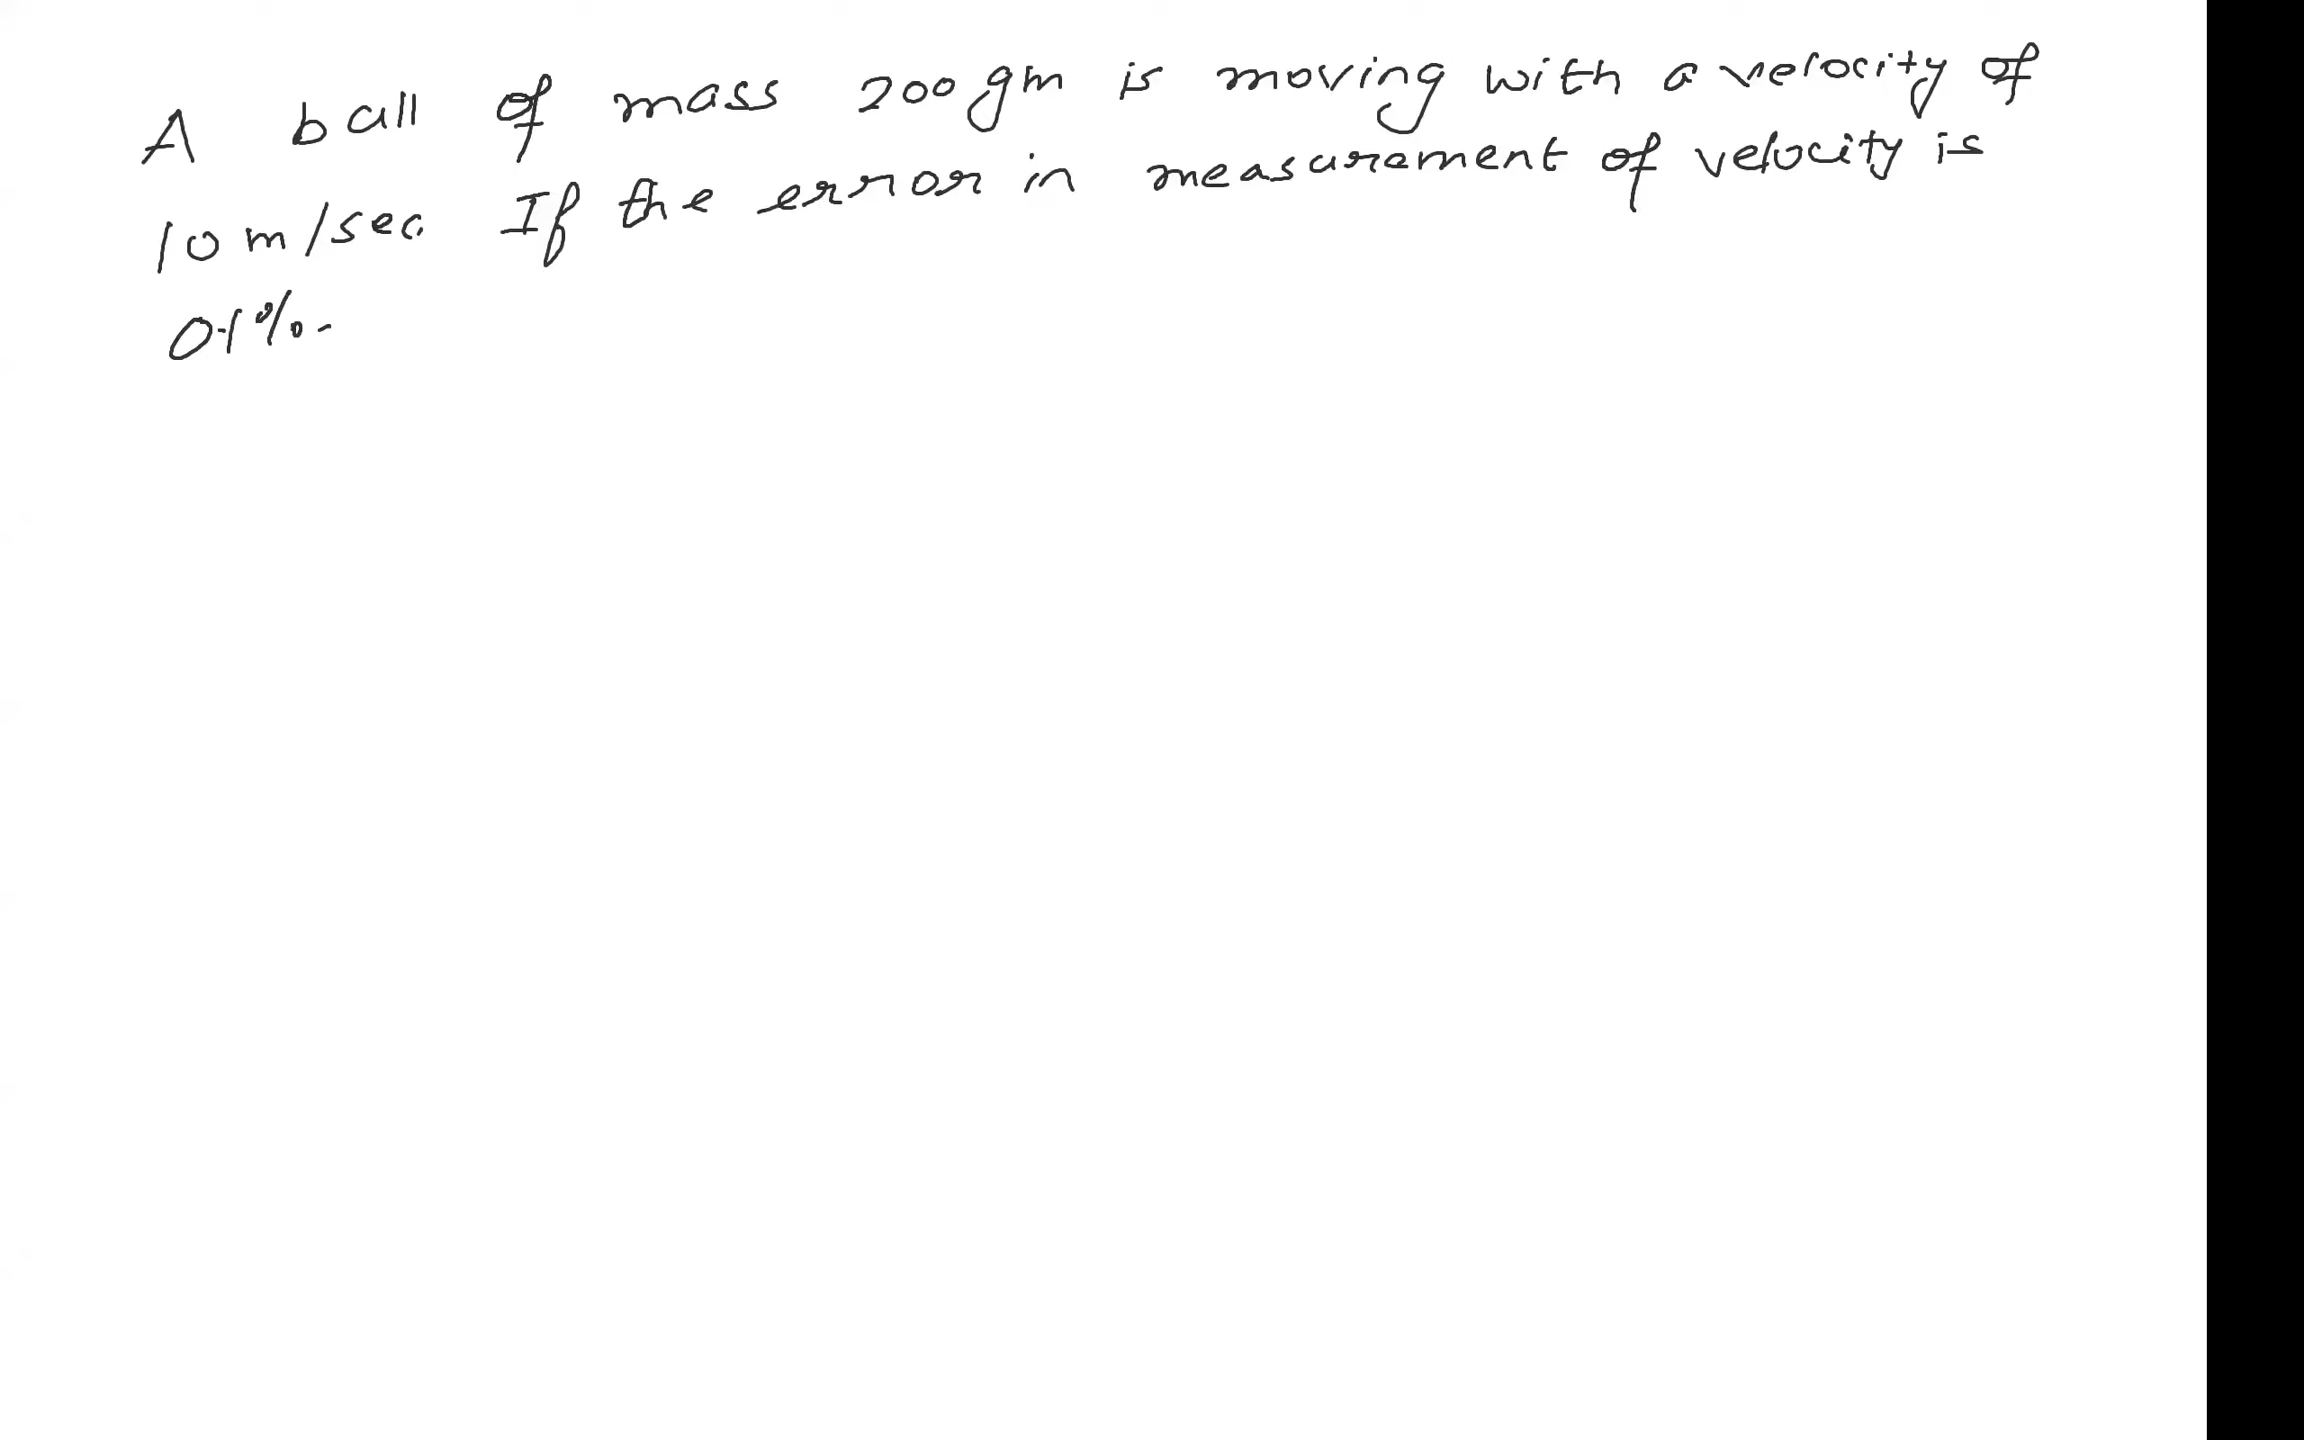 A ball of mass 200 gm is moving with a velocity of
10 m/sec. If the error in measurement of velocity is
0.1%.